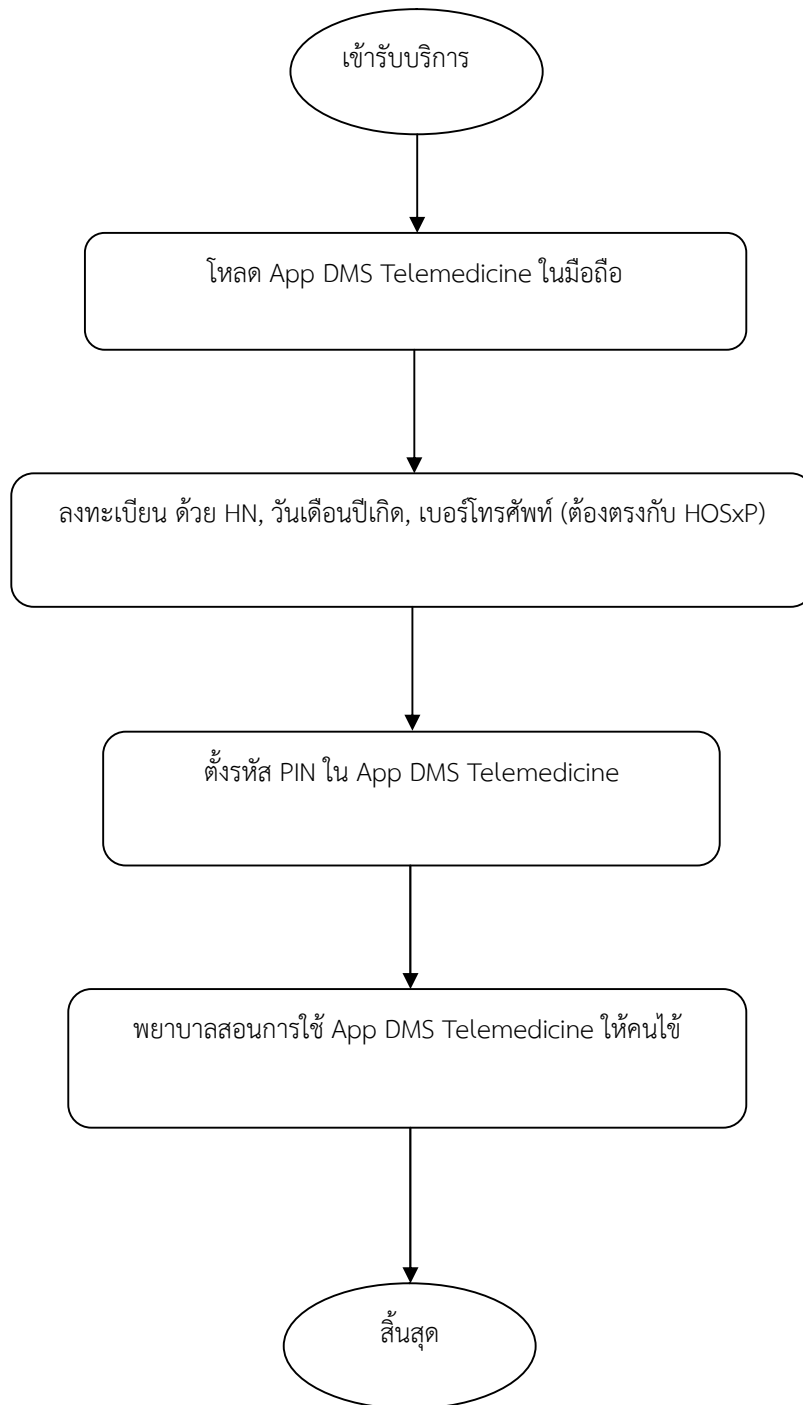 เข้ารับบริการ
โหลด App DMS Telemedicine ในมือถือ
ลงทะเบียน ด้วย HN, วันเดือนปีเกิด, เบอร์โทรศัพท์ (ต้องตรงกับ HOSxP)
ตั้งรหัส PIN ใน App DMS Telemedicine
พยาบาลสอนการใช้ App DMS Telemedicine ให้คนไข้
สิ้นสุด